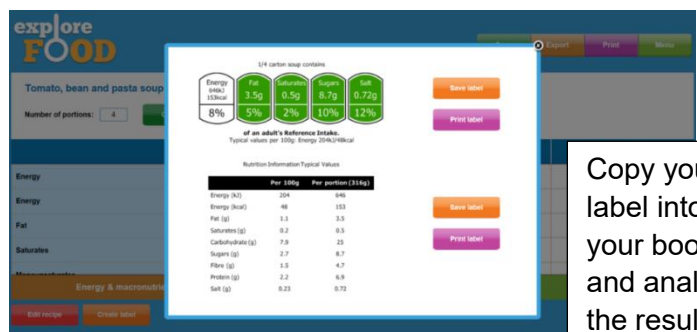 explore
FOOD
Export
Print
Menu
Tomato, bean and pasta soup
Number of portions: 4
Energy
Energy
Fat
Saturates
Energy & macronutrie
Edit recipe
Create label
1/4 carton soup contains
Energy
646kJ
153kcal
8%
Fat
3.5g
5%
Saturates
0.5g
2%
Sugars
8.7g
10%
Salt
0.72g
12%
of an adult's Reference Intake.
Typical values per 100g: Energy 204kJ/48kcal
Save label
Print label
Nutrition Information Typical Values
Per 100g Per portion (316g)
Energy (kJ) 204 646
Energy (kcal) 48 153
Fat (g) 1.1 3.5
Saturates (g) 0.2 0.5
Carbohydrate (g) 7.9 25
Sugars (g) 2.7 8.7
Fibre (g) 1.5 4.7
Protein (g) 2.2 6.9
Salt (g) 0.23 0.72
Save label
Print label
Copy you
label into
your boo
and anal
the resul